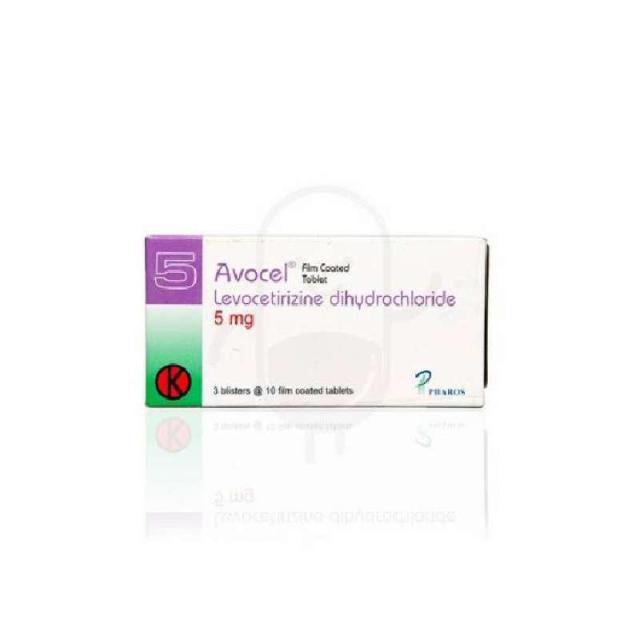 5
Avocel® Film Coated
Tablet
Levocetirizine dihydrochloride
5 mg
K
3 blisters @ 10 film coated tablets
PHAROS